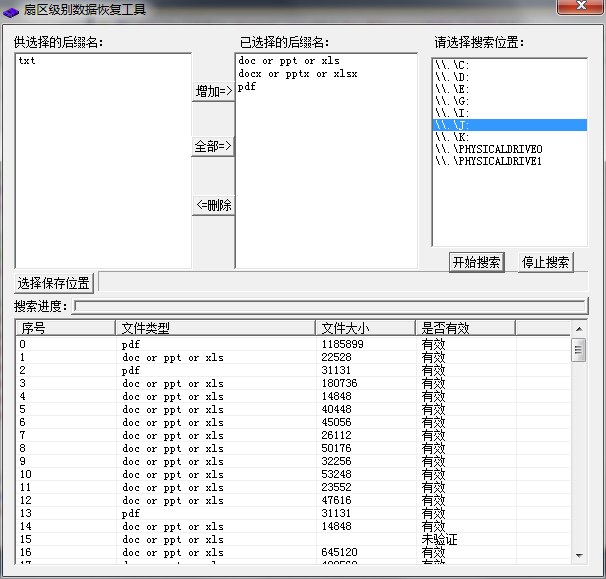 扇区级别数据恢复工具
供选择的后缀名：
已选择的后缀名：
请选择搜索位置：
txt
doc or ppt or xls
docx or pptx or xlsx
pdf
\\.\C:
\\.\D:
\\.\E:
\\.\G:
\\.\I:
\\.\J:
\\.\K:
\\.\PHYSICALDRIVE0
\\.\PHYSICALDRIVE1
增加=>
全部=>
<=删除
开始搜索 停止搜索
选择保存位置
搜索进度：
序号 文件类型 文件大小 是否有效
0 pdf 1185899 有效
1 doc or ppt or xls 22528 有效
2 pdf 31131 有效
3 doc or ppt or xls 180736 有效
4 doc or ppt or xls 14848 有效
5 doc or ppt or xls 40448 有效
6 doc or ppt or xls 45056 有效
7 doc or ppt or xls 26112 有效
8 doc or ppt or xls 50176 有效
9 doc or ppt or xls 32256 有效
10 doc or ppt or xls 53248 有效
11 doc or ppt or xls 23552 有效
12 doc or ppt or xls 47616 有效
13 pdf 31131 有效
14 doc or ppt or xls 14848 有效
15 doc or ppt or xls 未验证
16 doc or ppt or xls 645120 有效